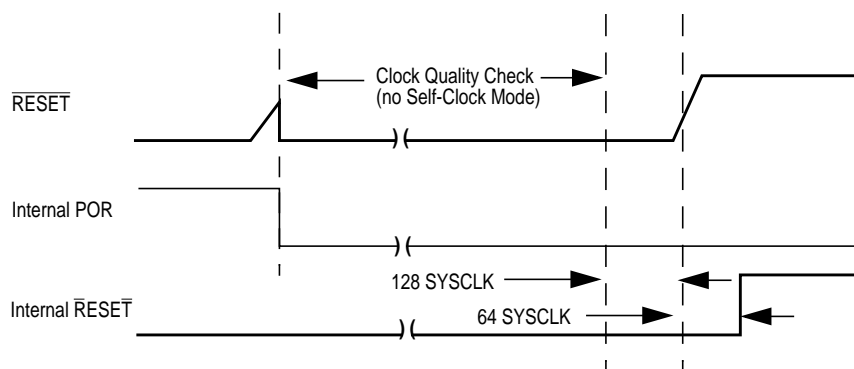 Clock Quality Check
(no Self-Clock Mode)
RESET
Internal POR
128 SYSCLK
Internal RESET
64 SYSCLK